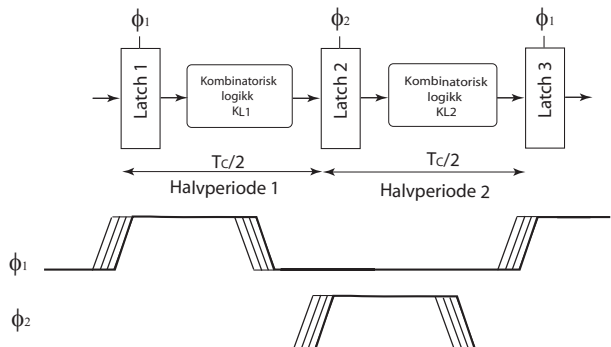 ϕ1 ϕ2 ϕ1
Latch 1
Kombinatorisk
logikk
KL1
Latch 2
Kombinatorisk
logikk
KL2
Latch 3
TC/2 TC/2
Halvperiode 1 Halvperiode 2
ϕ1
ϕ2